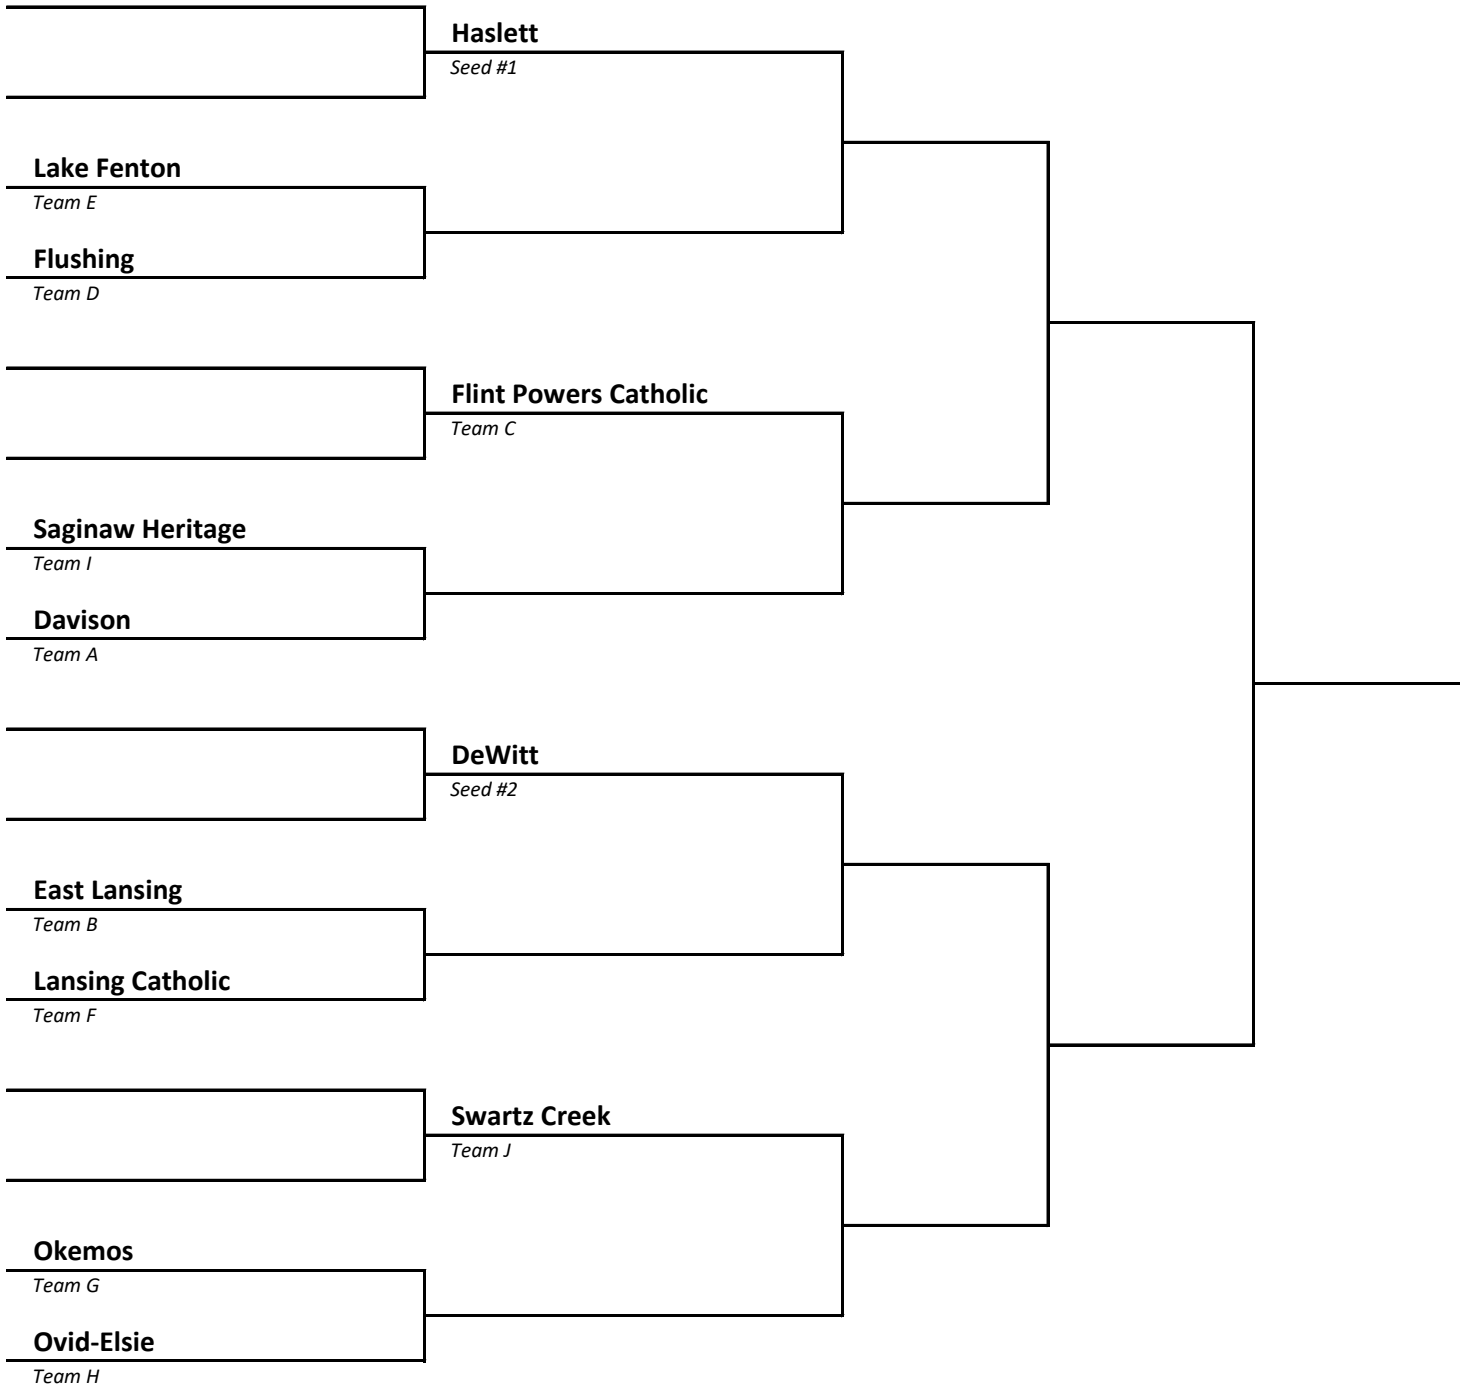 Haslett
Seed #1
Lake Fenton
Team E
Flushing
Team D
Flint Powers Catholic
Team C
Saginaw Heritage
Team I
Davison
Team A
DeWitt
Seed #2
East Lansing
Team B
Lansing Catholic
Team F
Swartz Creek
Team J
Okemos
Team G
Ovid-Elsie
Team H